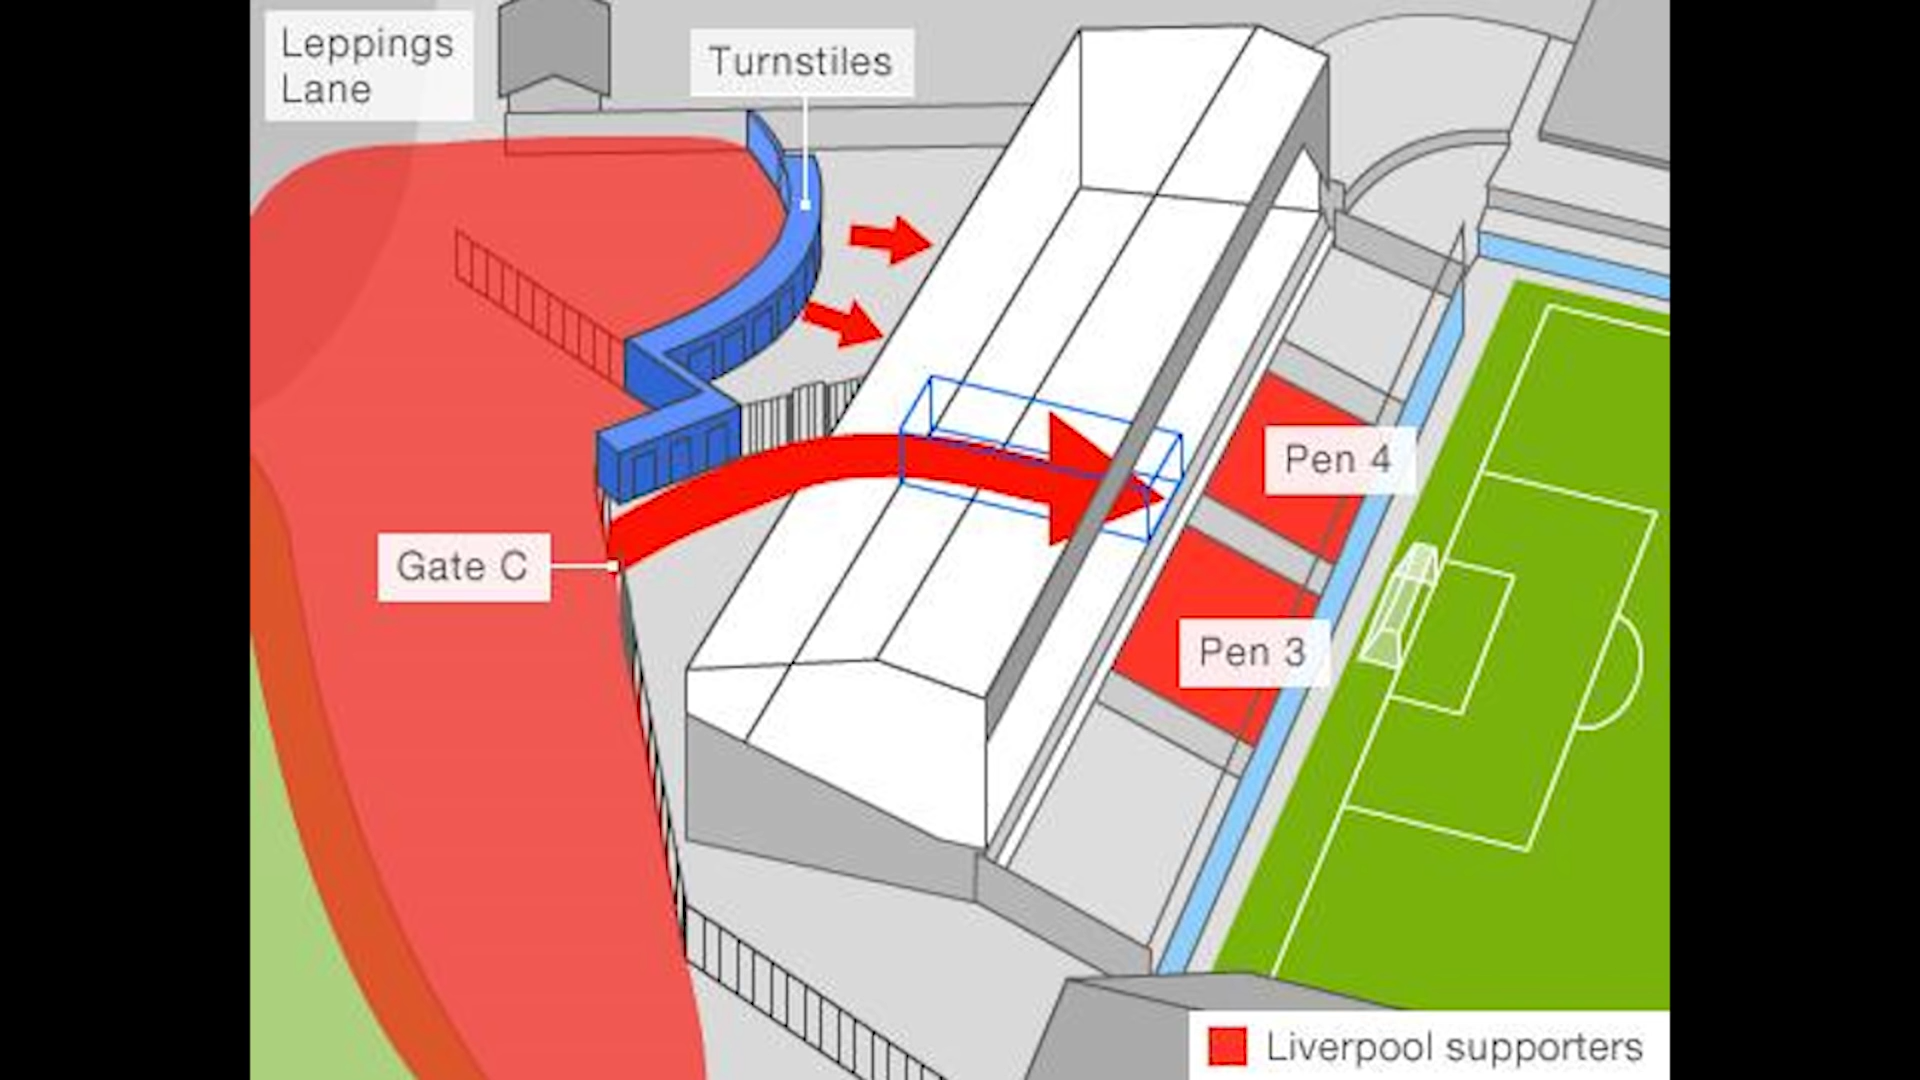 Leppings
Lane
Turnstiles
Pen 4
Gate C
Pen 3
Liverpool supporters